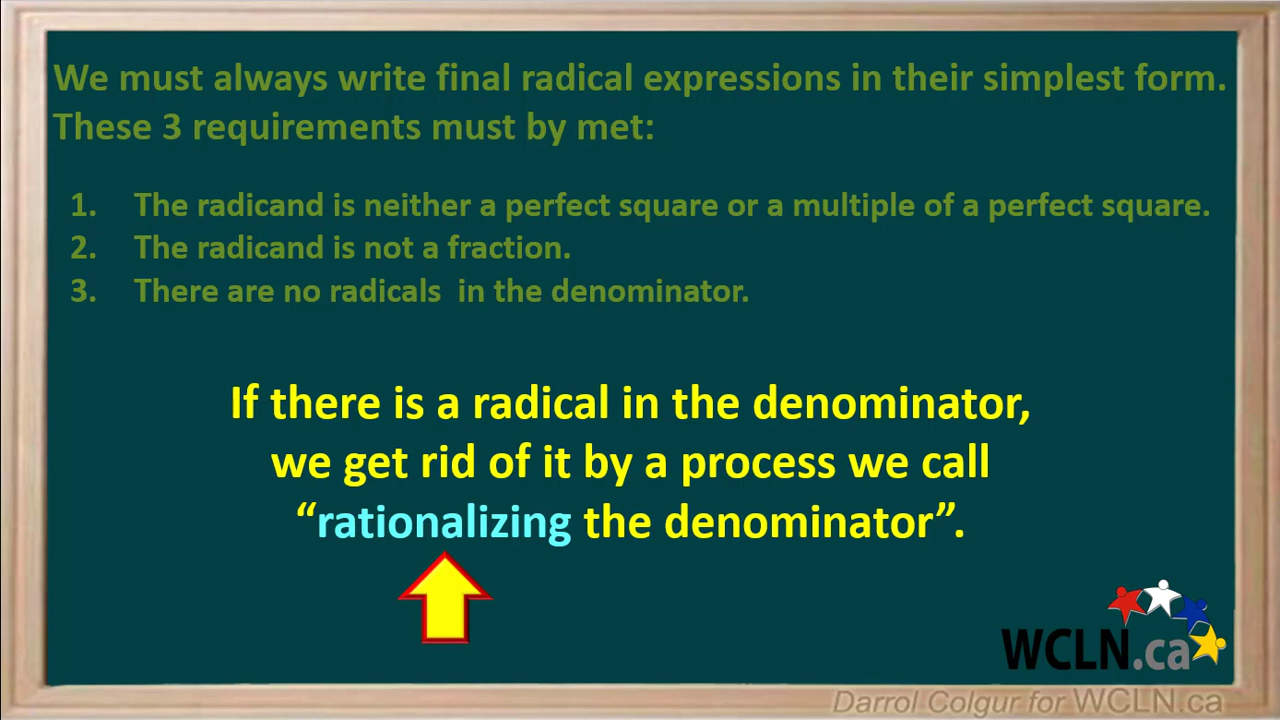 We must always write final radical expressions in their simplest form.
These 3 requirements must by met:
1. The radicand is neither a perfect square or a multiple of a perfect square.
2. The radicand is not a fraction.
3. There are no radicals in the denominator.
If there is a radical in the denominator,
we get rid of it by a process we call
“rationalizing the denominator”.
WCLN.ca
Darrol Colgur for WCLN.ca